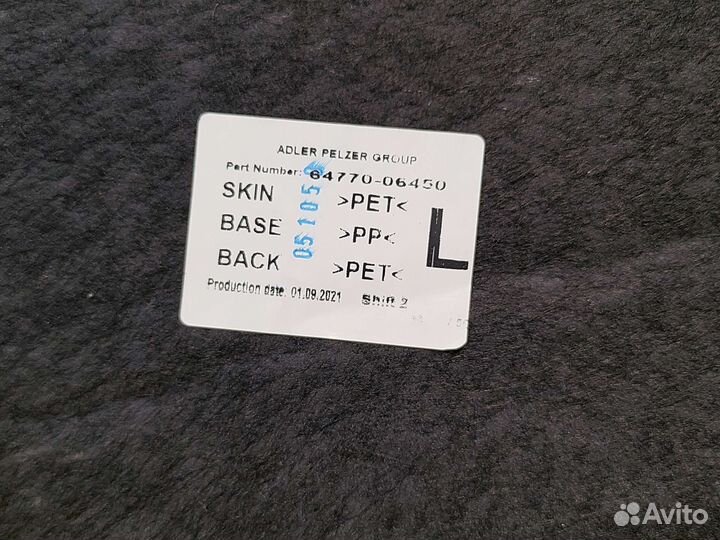 ADLER PELZER GROUP
Part Number: 64770-06450
SKIN >PET<
BASE >PP<
BACK >PET<
L
Production date: 01.09.2021 Shift 2
Avito